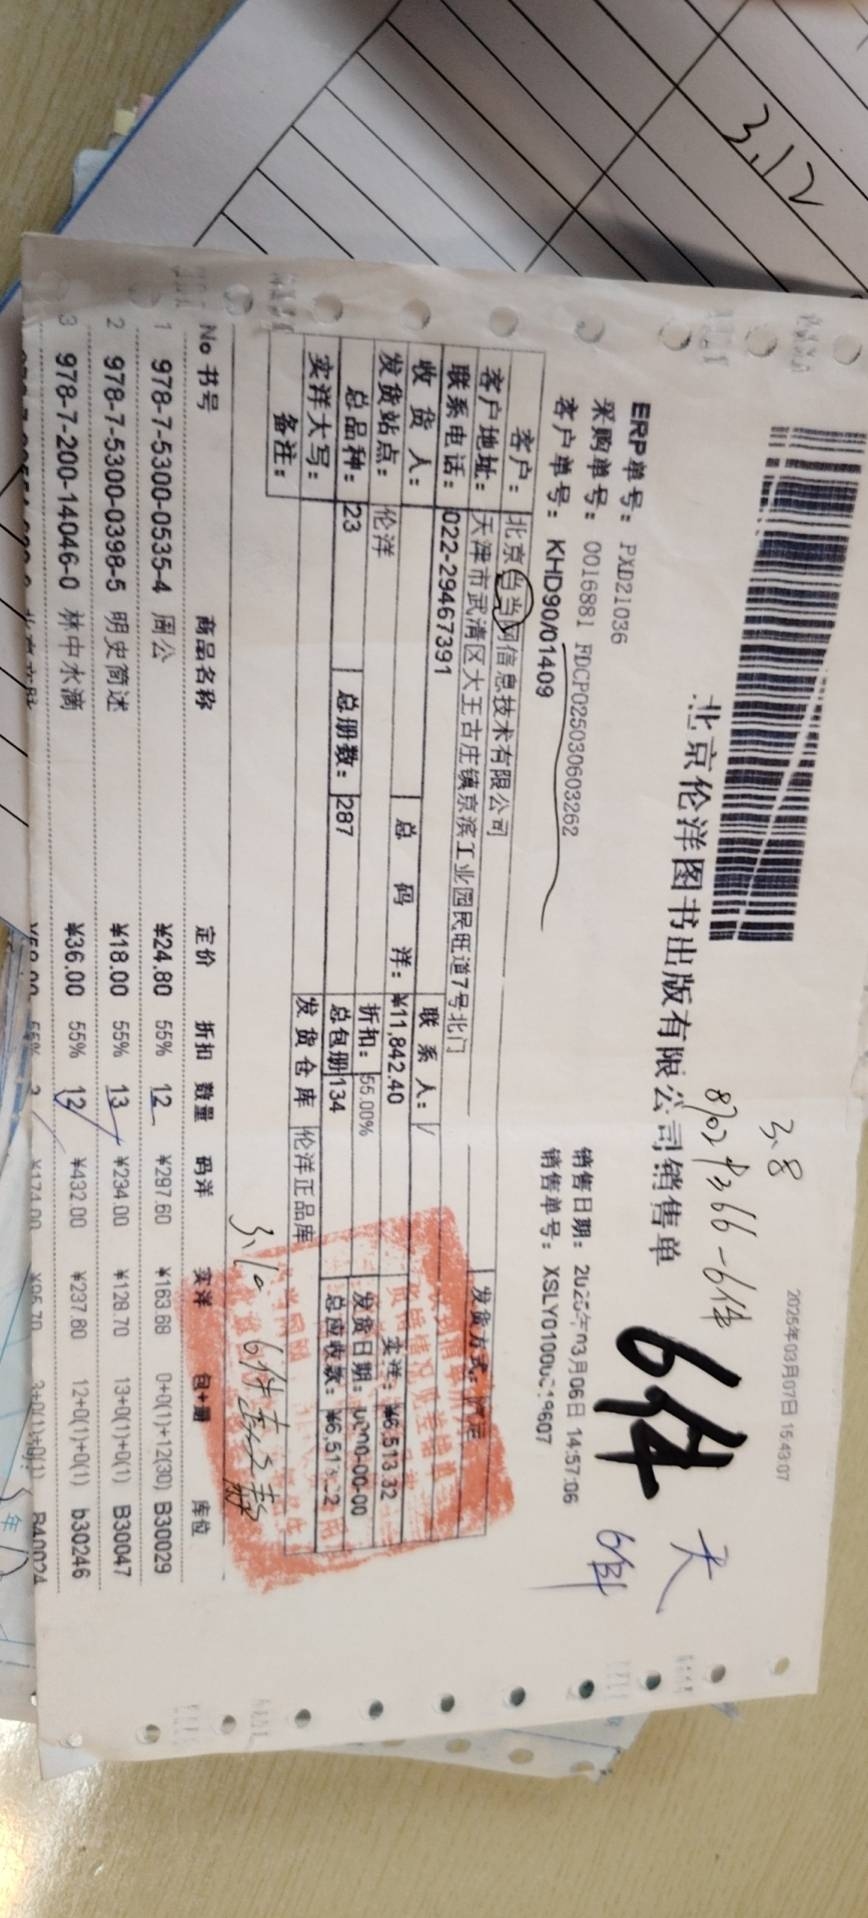 3.12
2025年03月07日 15:43:07
3.8
北京伦洋图书出版有限公司销售单
6件
6件
ERP单号: PXD21036
采购单号: 0016881 FDCP025030603262
销售日期: 2025年03月06日 14:57:06
客户单号: KHD90/01409
客户: 北京当当网信息技术有限公司
发货方式:
客户地址: 天津市武清区大王古庄镇京滨工业园民旺道7号北门
联系电话: 022-29467391
收货人: 联系人: /
发货站点: 伦洋 总码洋: ¥11,842.40 实洋: ¥6,513.32
折扣: 55.00% 发货日期:
总品种: 23 总册数: 287 总包册 134 总应收款:
实洋大写: 发货仓库 伦洋正品库
备注:
3.10 6件
No 书号 商品名称 定价 折扣 数量 码洋 实洋 包+册 库位
1 978-7-5300-0535-4 周公 ¥24.80 55% 12 ¥297.60 ¥163.68 0+0(1)+12(30) B30029
2 978-7-5300-0398-5 明史简述 ¥18.00 55% 13 ¥234.00 ¥128.70 13+0(1)+0(1) B30047
3 978-7-200-14046-0 林中水滴 ¥36.00 55% 12 ¥432.00 ¥237.60 12+0(1)+0(1) b30246